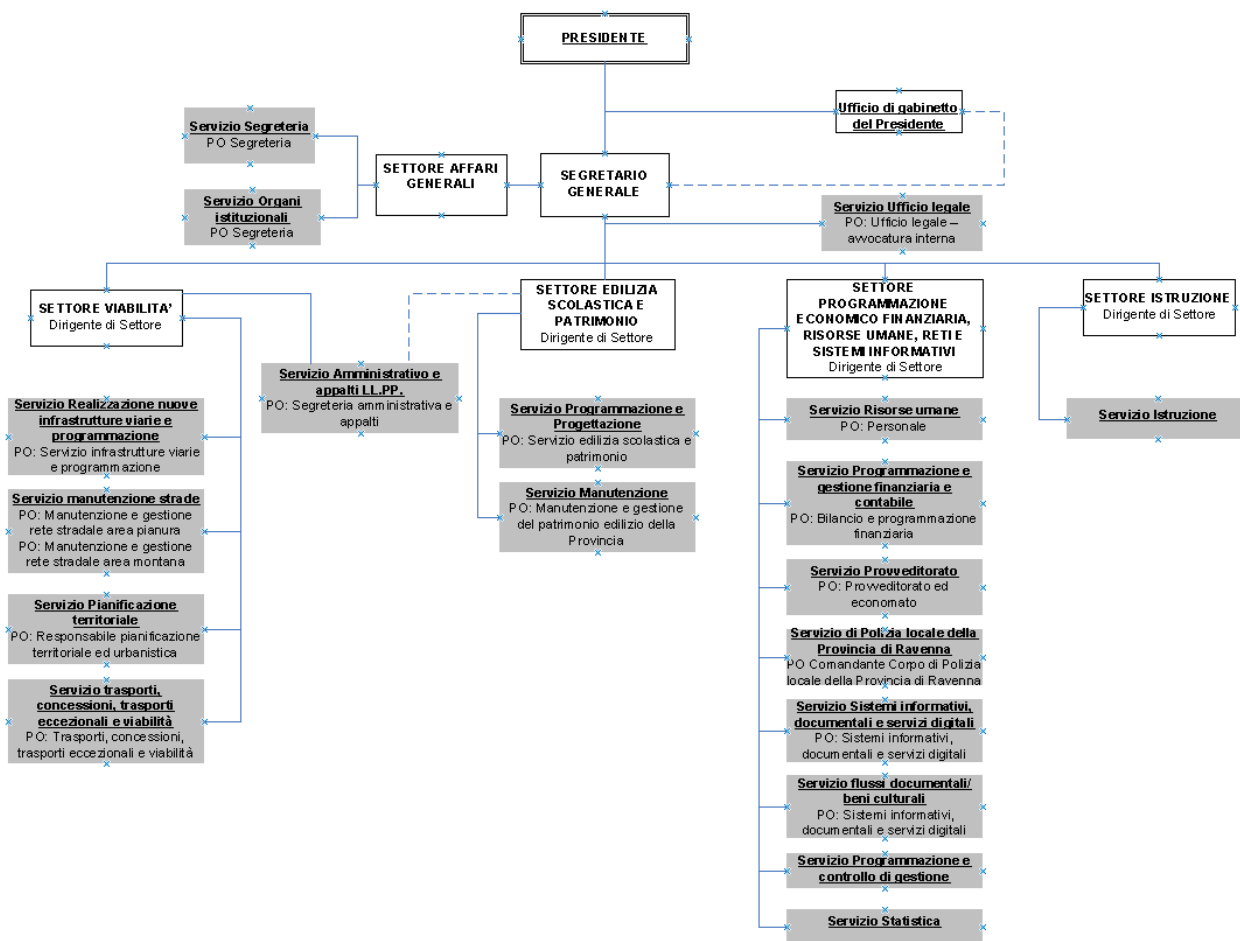 PRESIDENTE
Ufficio di gabinetto
del Presidente
Servizio Segreteria
PO Segreteria
SETTORE AFFARI
GENERALI
SEGRETARIO
GENERALE
Servizio Organi
istituzionali
PO Segreteria
Servizio Ufficio legale
PO: Ufficio legale –
avvocatura interna
SETTORE VIABILITA'
Dirigente di Settore
SETTORE EDILIZIA
SCOLASTICA E
PATRIMONIO
Dirigente di Settore
SETTORE
PROGRAMMAZIONE
ECONOMICO FINANZIARIA,
RISORSE UMANE, RETI E
SISTEMI INFORMATIVI
Dirigente di Settore
SETTORE ISTRUZIONE
Dirigente di Settore
Servizio Amministrativo e
appalti LL.PP.
PO: Segreteria amministrativa e
appalti
Servizio Realizzazione nuove
infrastrutture viarie e
programmazione
PO: Servizio infrastrutture viarie
e programmazione
Servizio manutenzione strade
PO: Manutenzione e gestione
rete stradale area pianura
PO: Manutenzione e gestione
rete stradale area montana
Servizio Pianificazione
territoriale
PO: Responsabile pianificazione
territoriale ed urbanistica
Servizio trasporti,
concessioni, trasporti
eccezionali e viabilità
PO: Trasporti, concessioni,
trasporti eccezionali e viabilità
Servizio Programmazione e
Progettazione
PO: Servizio edilizia scolastica e
patrimonio
Servizio Manutenzione
PO: Manutenzione e gestione
del patrimonio edilizio della
Provincia
Servizio Risorse umane
PO: Personale
Servizio Programmazione e
gestione finanziaria e
contabile
PO: Bilancio e programmazione
finanziaria
Servizio Provveditorato
PO: Provveditorato ed
economato
Servizio di Polizia locale della
Provincia di Ravenna
PO Comandante Corpo di Polizia
locale della Provincia di Ravenna
Servizio Sistemi informativi,
documentali e servizi digitali
PO: Sistemi informativi,
documentali e servizi digitali
Servizio flussi documentali/
beni culturali
PO: Sistemi informativi,
documentali e servizi digitali
Servizio Programmazione e
controllo di gestione
Servizio Statistica
Servizio Istruzione